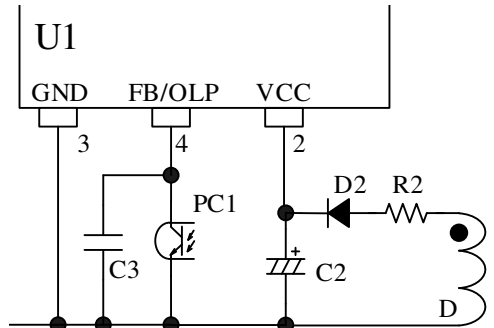 U1
GND FB/OLP VCC
3 4 2
D2 R2
PC1
+
C3 C2
D